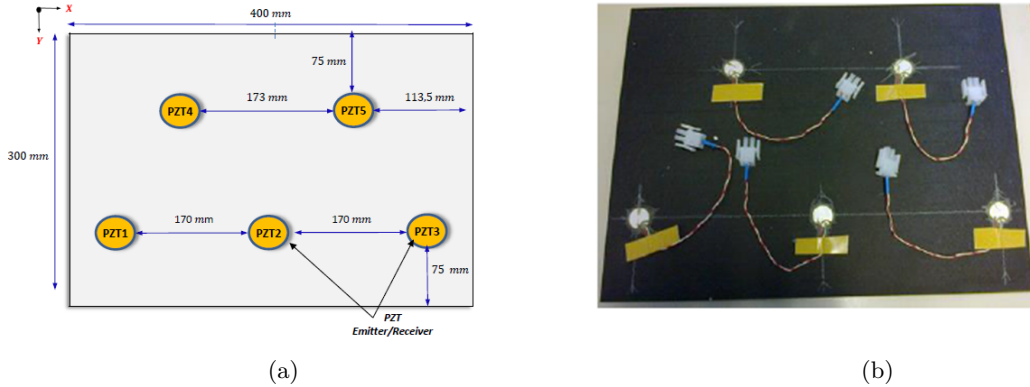 400 mm
X
Y
75 mm
173 mm
113,5 mm
PZT4
PZT5
300 mm
170 mm
170 mm
PZT1
PZT2
PZT3
75 mm
PZT
Emitter/Receiver
(a)
(b)